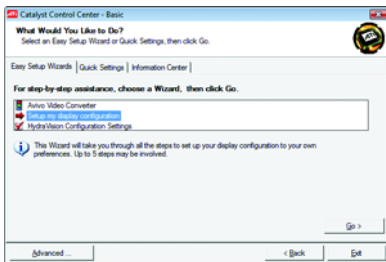 Catalyst Control Center - Basic
What Would You Like to Do?
Select an Easy Setup Wizard or Quick Settings, then click Go.
Easy Setup Wizards | Quick Settings | Information Center |
For step-by-step assistance, choose a Wizard, then click Go.
Avivo Video Converter
Setup my display configuration
HydraVision Configuration Settings
This Wizard will take you through all the steps to set up your display configuration to your own
preferences. Up to 5 steps may be involved.
Go >
Advanced ...
< Back
Exit